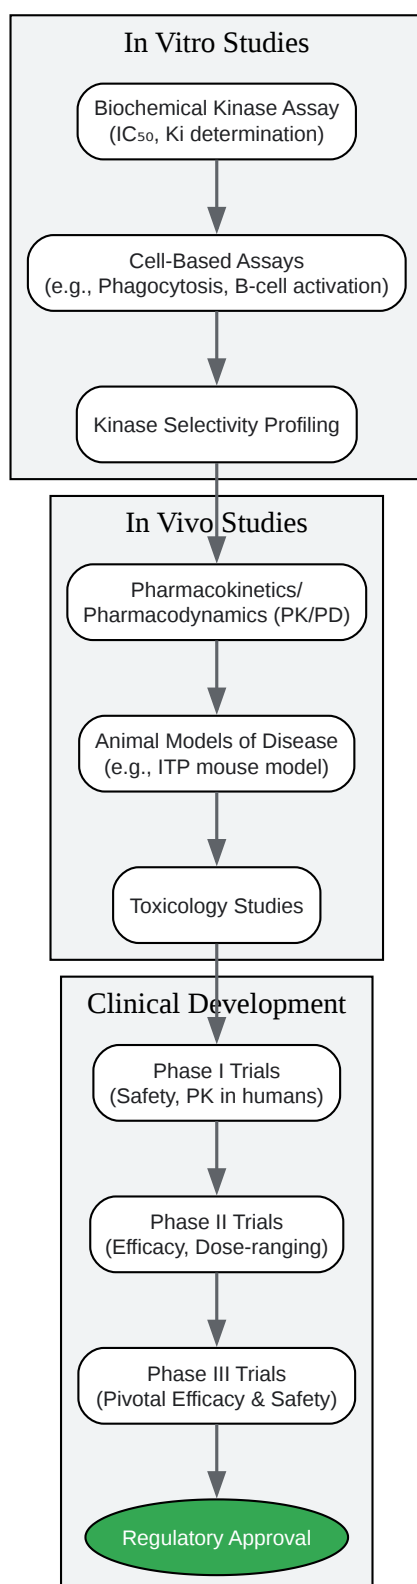 In Vitro Studies
Biochemical Kinase Assay
(IC₅₀, Ki determination)
Cell-Based Assays
(e.g., Phagocytosis, B-cell activation)
Kinase Selectivity Profiling
In Vivo Studies
Pharmacokinetics/
Pharmacodynamics (PK/PD)
Animal Models of Disease
(e.g., ITP mouse model)
Toxicology Studies
Clinical Development
Phase I Trials
(Safety, PK in humans)
Phase II Trials
(Efficacy, Dose-ranging)
Phase III Trials
(Pivotal Efficacy & Safety)
Regulatory Approval